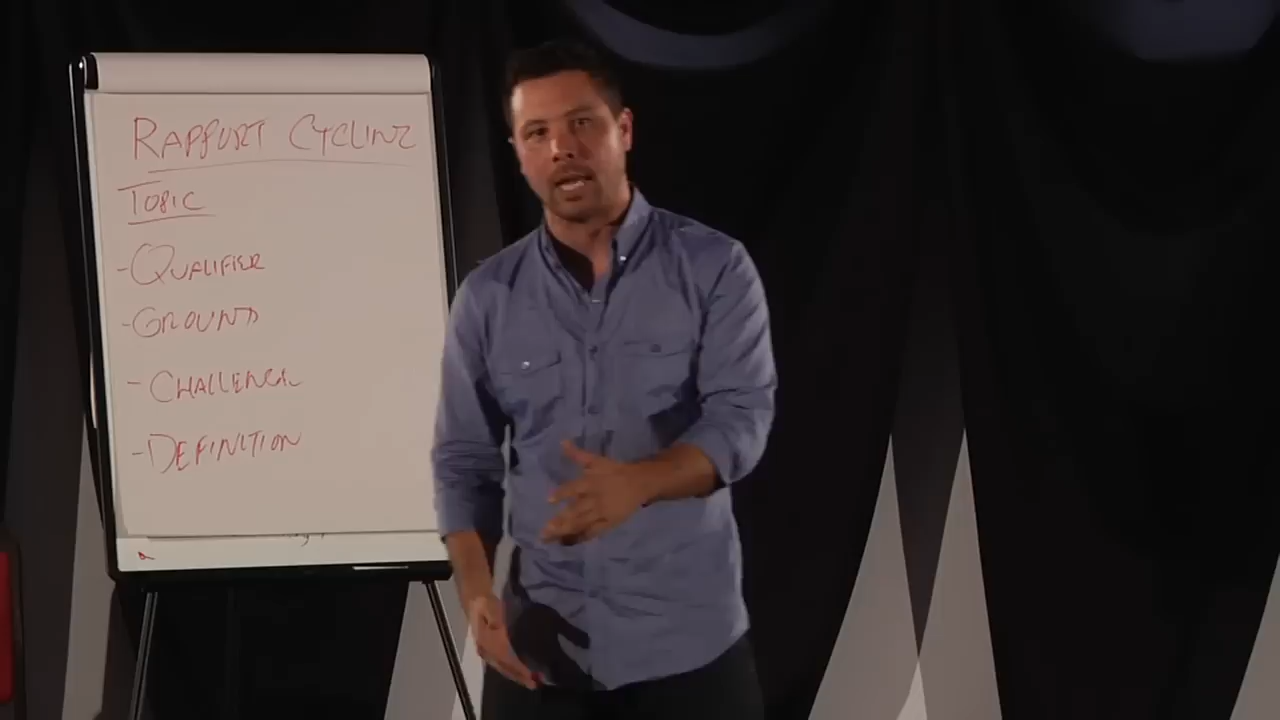 RAPPORT CYCLING
TOPIC
- QUALIFIER
- GROUND
- CHALLENGE
- DEFINITION